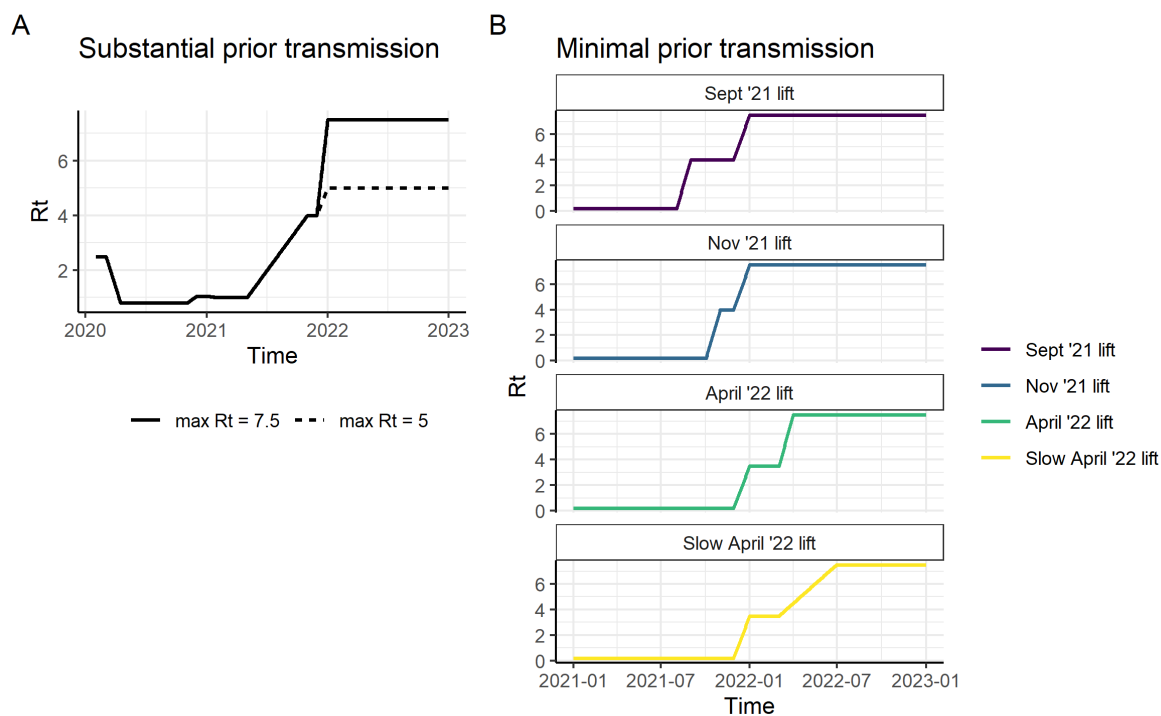 A
Substantial prior transmission
Rt
6
4
2
2020 2021 2022 2023
Time
max Rt = 7.5 max Rt = 5
B
Minimal prior transmission
Rt
Sept '21 lift
6
4
2
0
Nov '21 lift
6
4
2
0
April '22 lift
6
4
2
0
Slow April '22 lift
6
4
2
0
2021-01 2021-07 2022-01 2022-07 2023-01
Time
Sept '21 lift
Nov '21 lift
April '22 lift
Slow April '22 lift